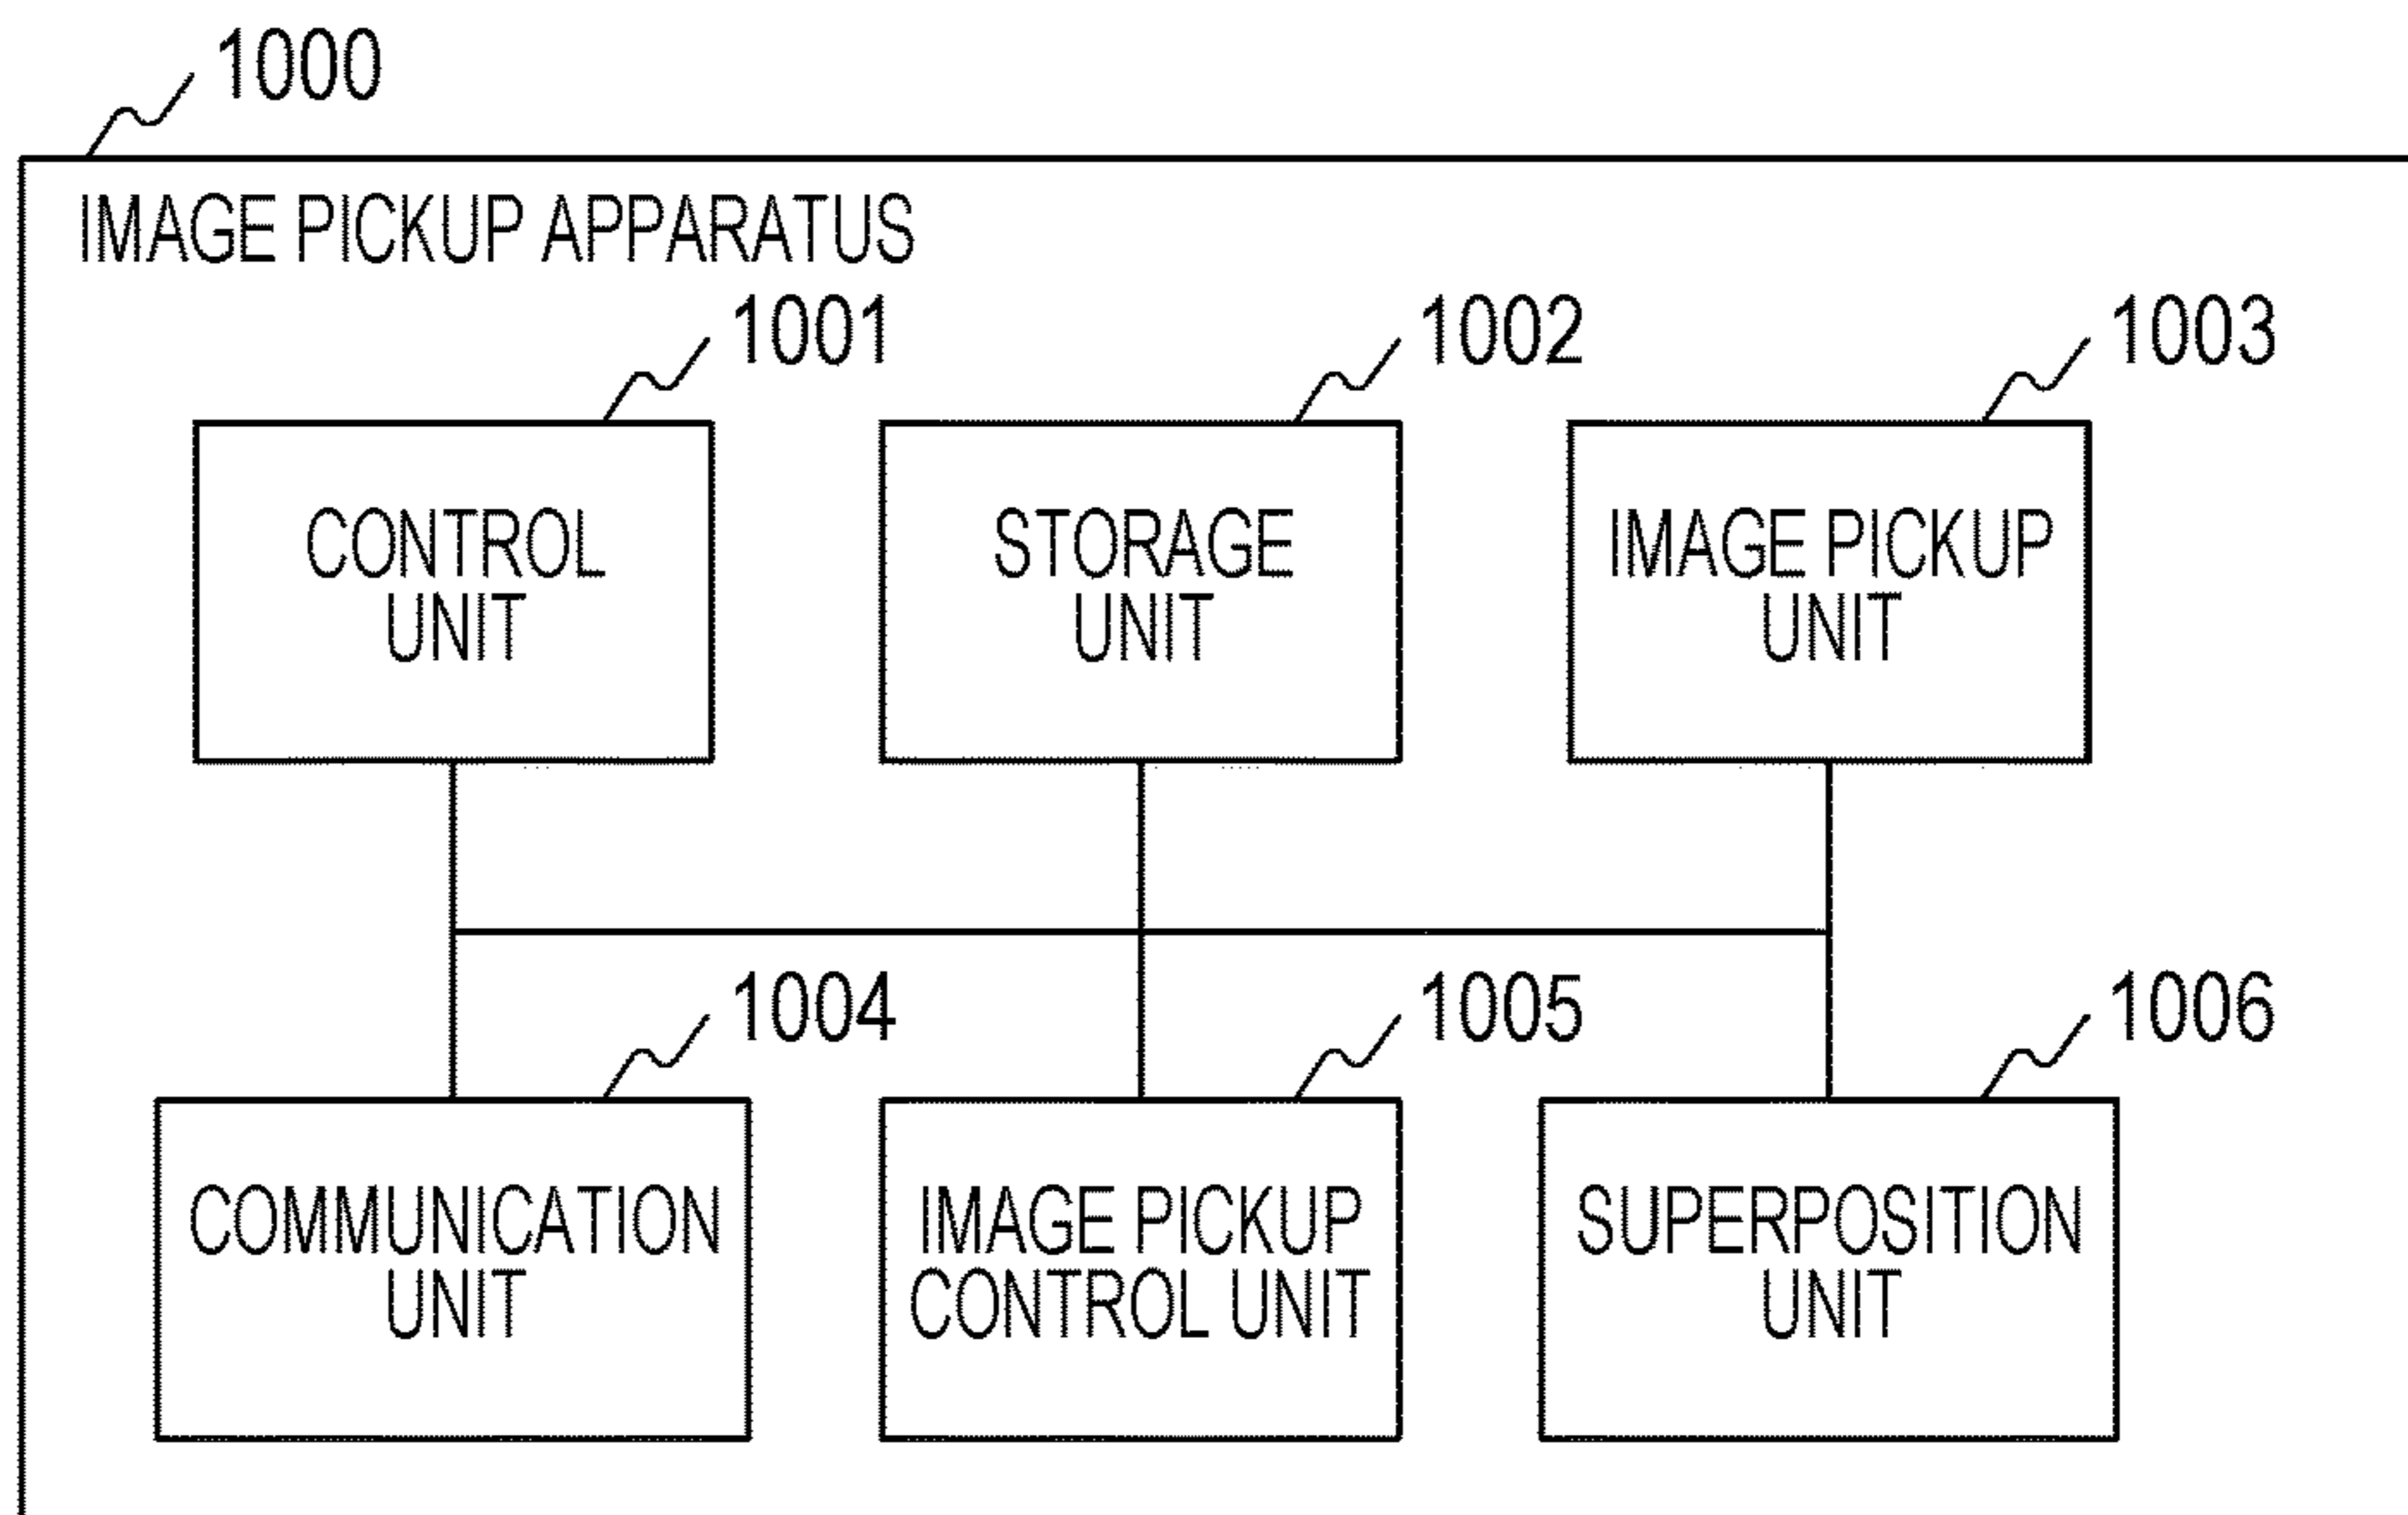 1000
IMAGE PICKUP APPARATUS
1001
1002
1003
CONTROL
UNIT
STORAGE
UNIT
IMAGE PICKUP
UNIT
1004
1005
1006
COMMUNICATION
UNIT
IMAGE PICKUP
CONTROL UNIT
SUPERPOSITION
UNIT